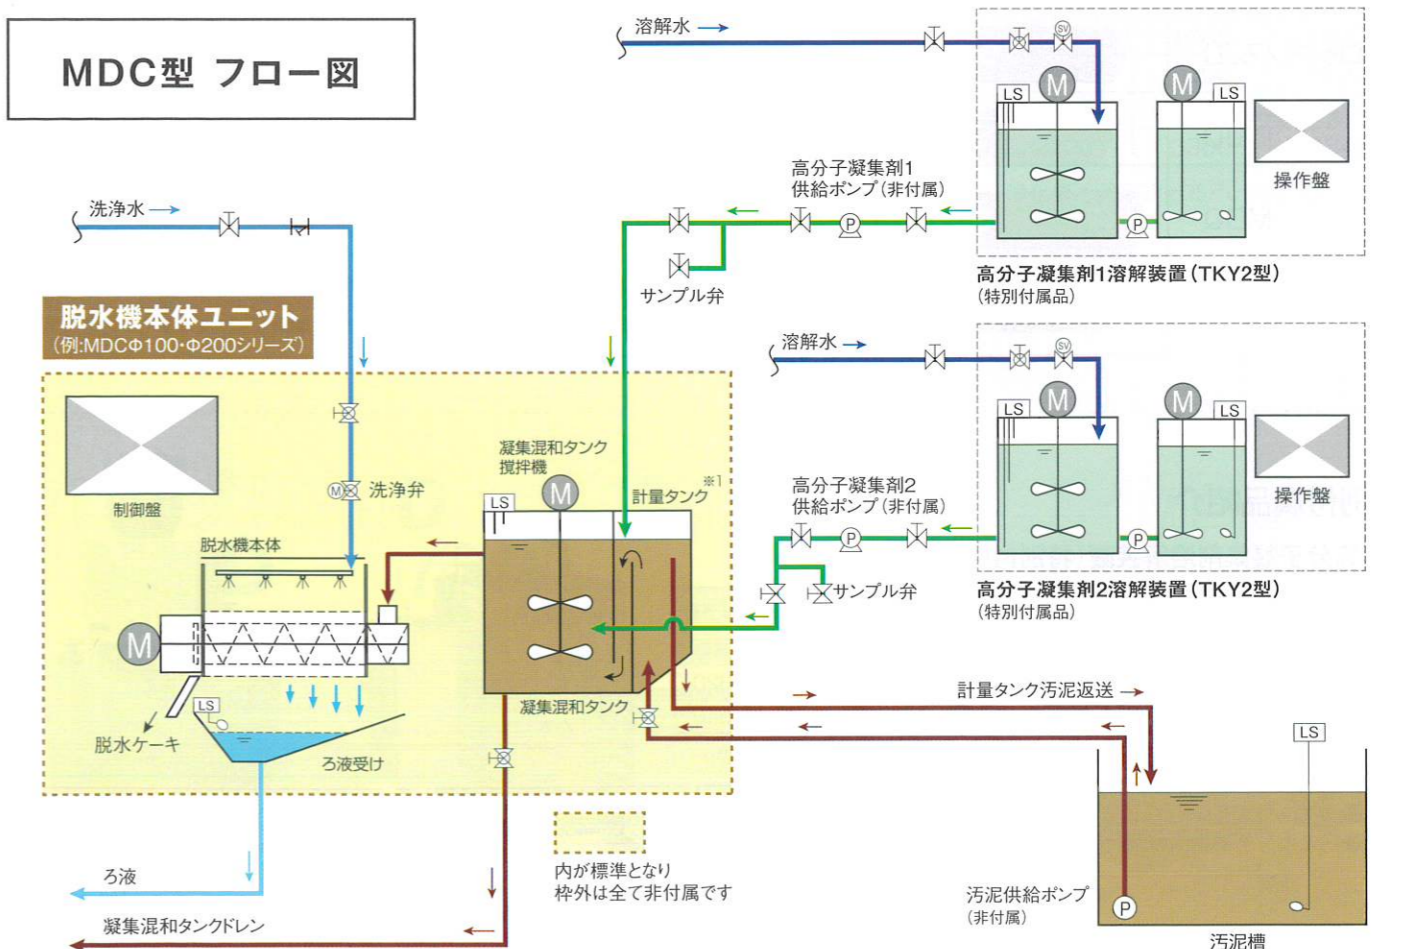 MDC型 フロー図
溶解水 →
SV
LS
M
M
LS
操作盤
高分子凝集剤1
供給ポンプ(非付属)
P
P
サンプル弁
高分子凝集剤1溶解装置(TKY2型)
(特別付属品)
洗浄水 →
脱水機本体ユニット
(例:MDCΦ100・Φ200シリーズ)
溶解水 →
SV
LS
M
M
LS
操作盤
高分子凝集剤2
供給ポンプ(非付属)
P
P
サンプル弁
高分子凝集剤2溶解装置(TKY2型)
(特別付属品)
制御盤
M
洗浄弁
凝集混和タンク
撹拌機
LS
M
計量タンク
※1
脱水機本体
M
LS
脱水ケーキ
ろ液受け
凝集混和タンク
計量タンク汚泥返送 →
LS
内が標準となり
枠外は全て非付属です
汚泥供給ポンプ
(非付属)
P
汚泥槽
ろ液
凝集混和タンクドレン